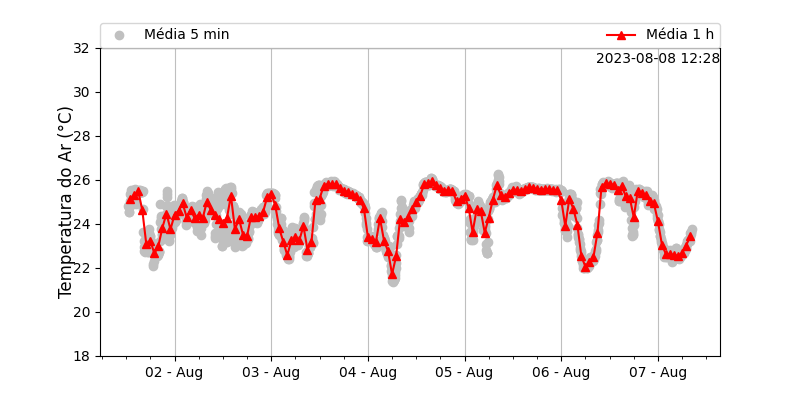 Média 5 min
Média 1 h
2023-08-08 12:28
Temperatura do Ar (°C)
32
30
28
26
24
22
20
18
02 - Aug
03 - Aug
04 - Aug
05 - Aug
06 - Aug
07 - Aug